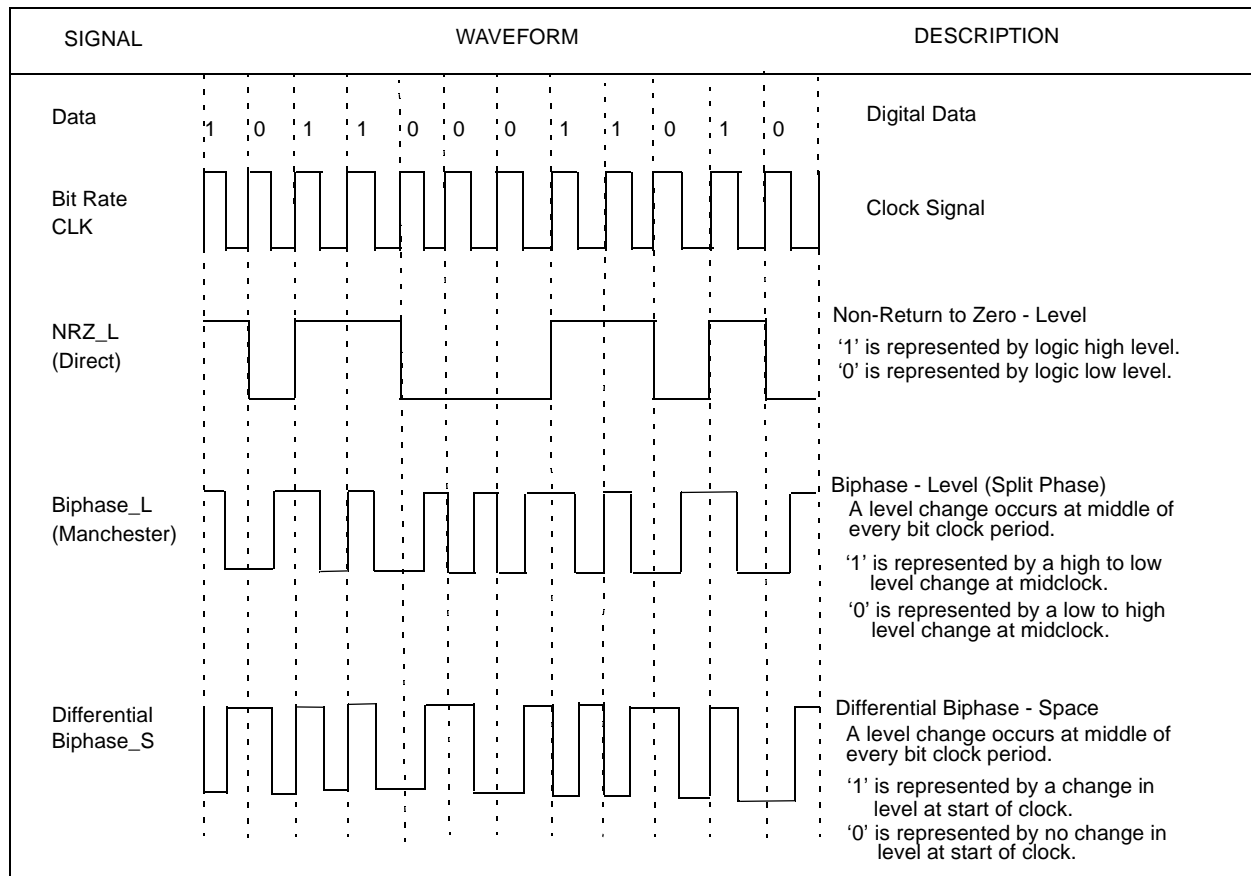 SIGNAL WAVEFORM DESCRIPTION
Data
1 0 1 1 0 0 0 1 1 0 1 0
Digital Data
Bit Rate
CLK
Clock Signal
NRZ_L
(Direct)
Non-Return to Zero - Level
‘1’ is represented by logic high level.
‘0’ is represented by logic low level.
Biphase_L
(Manchester)
Biphase - Level (Split Phase)
A level change occurs at middle of
every bit clock period.
‘1’ is represented by a high to low
level change at midclock.
‘0’ is represented by a low to high
level change at midclock.
Differential
Biphase_S
Differential Biphase - Space
A level change occurs at middle of
every bit clock period.
‘1’ is represented by a change in
level at start of clock.
‘0’ is represented by no change in
level at start of clock.